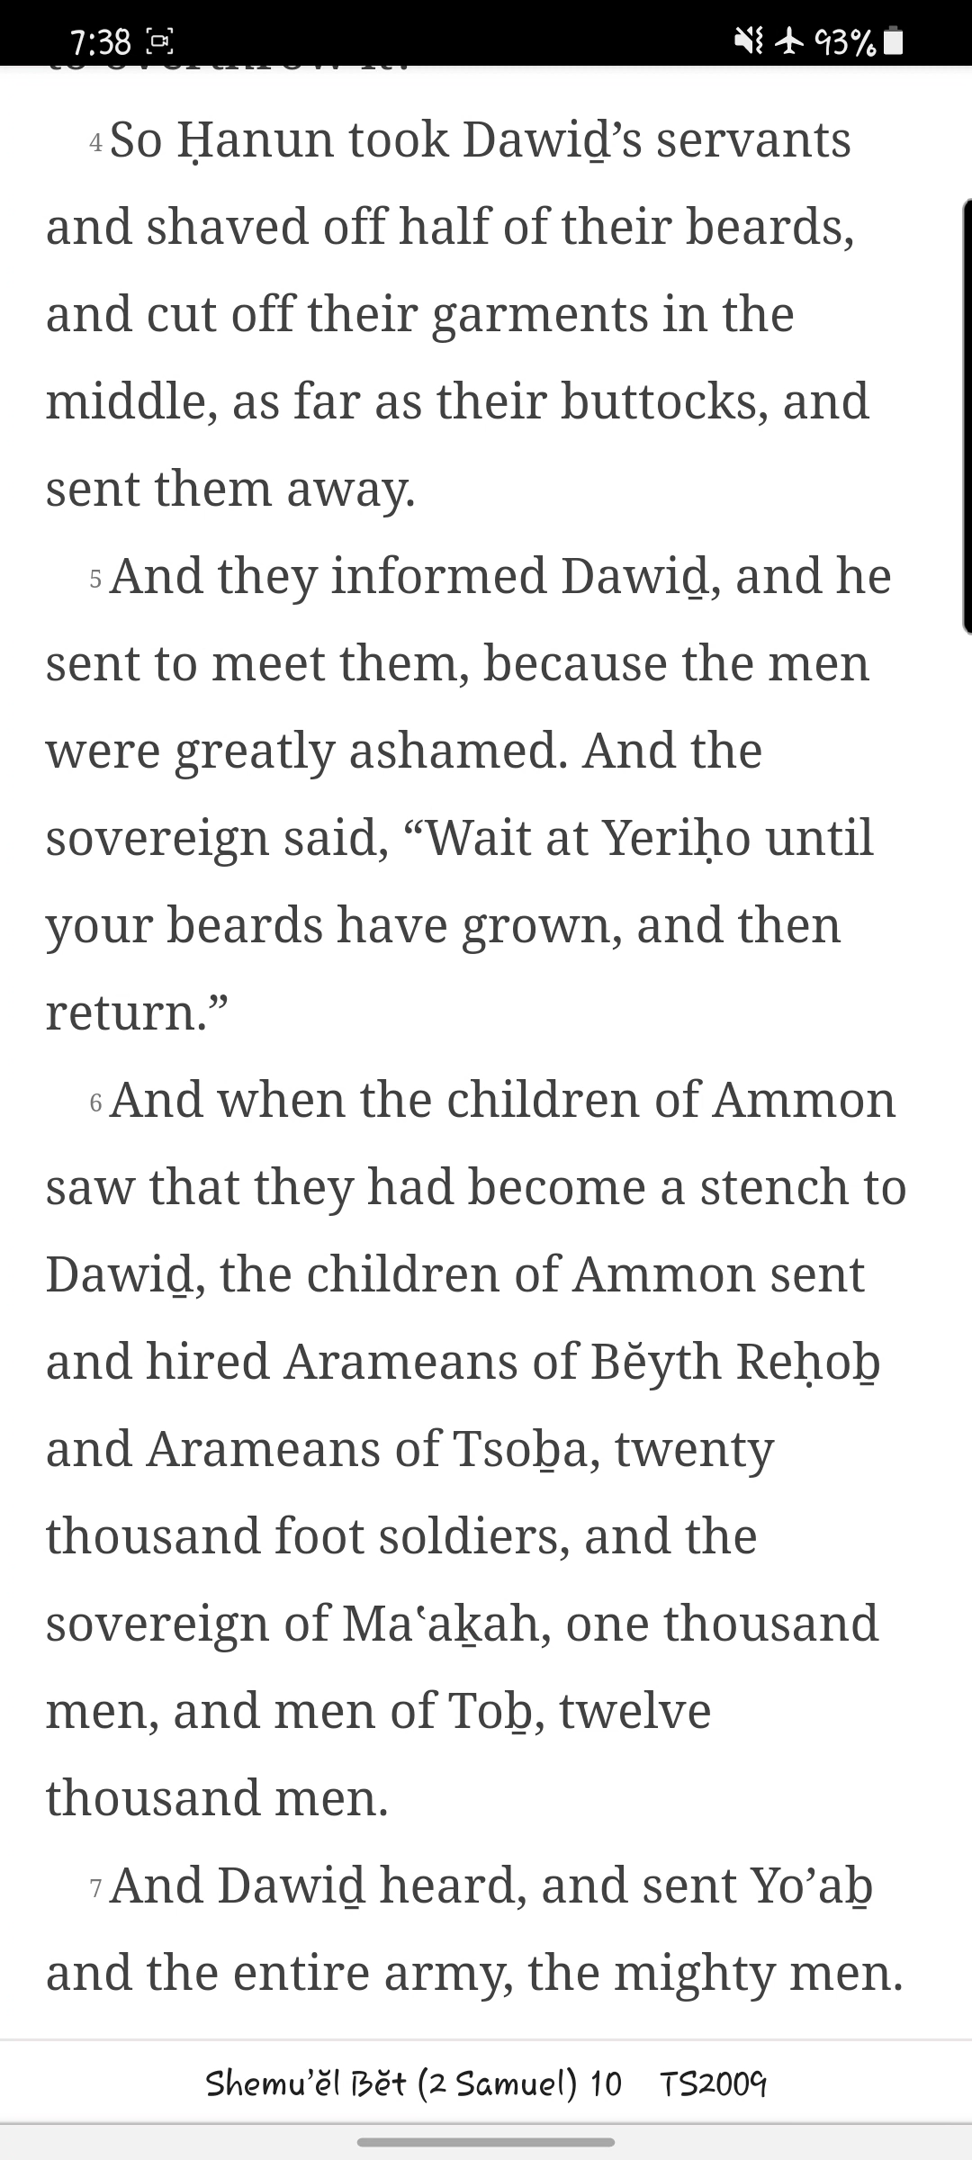 7:38 93%
to overthrow it?
4 So Ḥanun took Dawiḏ’s servants
and shaved off half of their beards,
and cut off their garments in the
middle, as far as their buttocks, and
sent them away.
5 And they informed Dawiḏ, and he
sent to meet them, because the men
were greatly ashamed. And the
sovereign said, “Wait at Yeriḥo until
your beards have grown, and then
return.”
6 And when the children of Ammon
saw that they had become a stench to
Dawiḏ, the children of Ammon sent
and hired Arameans of Bĕyth Reḥoḇ
and Arameans of Tsoḇa, twenty
thousand foot soldiers, and the
sovereign of Maʽaḵah, one thousand
men, and men of Toḇ, twelve
thousand men.
7 And Dawiḏ heard, and sent Yo’aḇ
and the entire army, the mighty men.
Shemu’ĕl Bĕt (2 Samuel) 10 TS2009